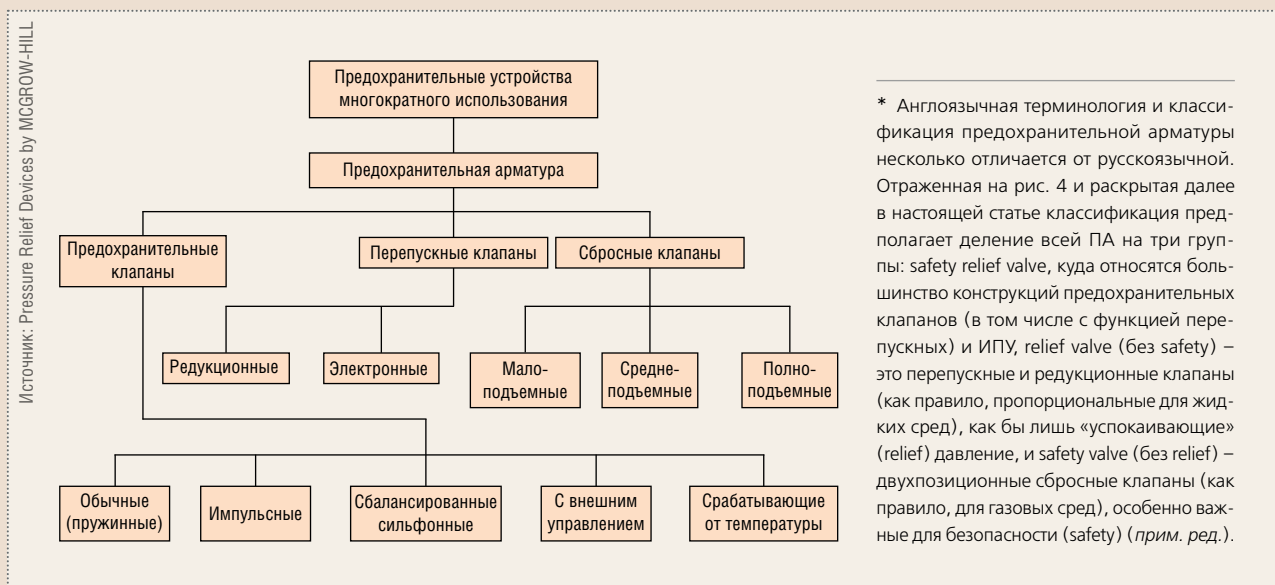 Источник: Pressure Relief Devices by MCGROW-HILL
Предохранительные устройства
многократного использования
Предохранительная арматура
Предохранительные
клапаны
Перепускные клапаны
Сбросные клапаны
Редукционные
Электронные
Мало-
подъемные
Средне-
подъемные
Полно-
подъемные
Обычные
(пружинные)
Импульсные
Сбалансированные
сильфонные
С внешним
управлением
Срабатывающие
от температуры
* Англоязычная терминология и класси-
фикация предохранительной арматуры
несколько отличается от русскоязычной.
Отраженная на рис. 4 и раскрытая далее
в настоящей статье классификация пред-
полагает деление всей ПА на три груп-
пы: safety relief valve, куда относятся боль-
шинство конструкций предохранительных
клапанов (в том числе с функцией пере-
пускных) и ИПУ, relief valve (без safety) –
это перепускные и редукционные клапаны
(как правило, пропорциональные для жид-
ких сред), как бы лишь «успокаивающие»
(relief) давление, и safety valve (без relief) –
двухпозиционные сбросные клапаны (как
правило, для газовых сред), особенно важ-
ные для безопасности (safety) (прим. ред.).